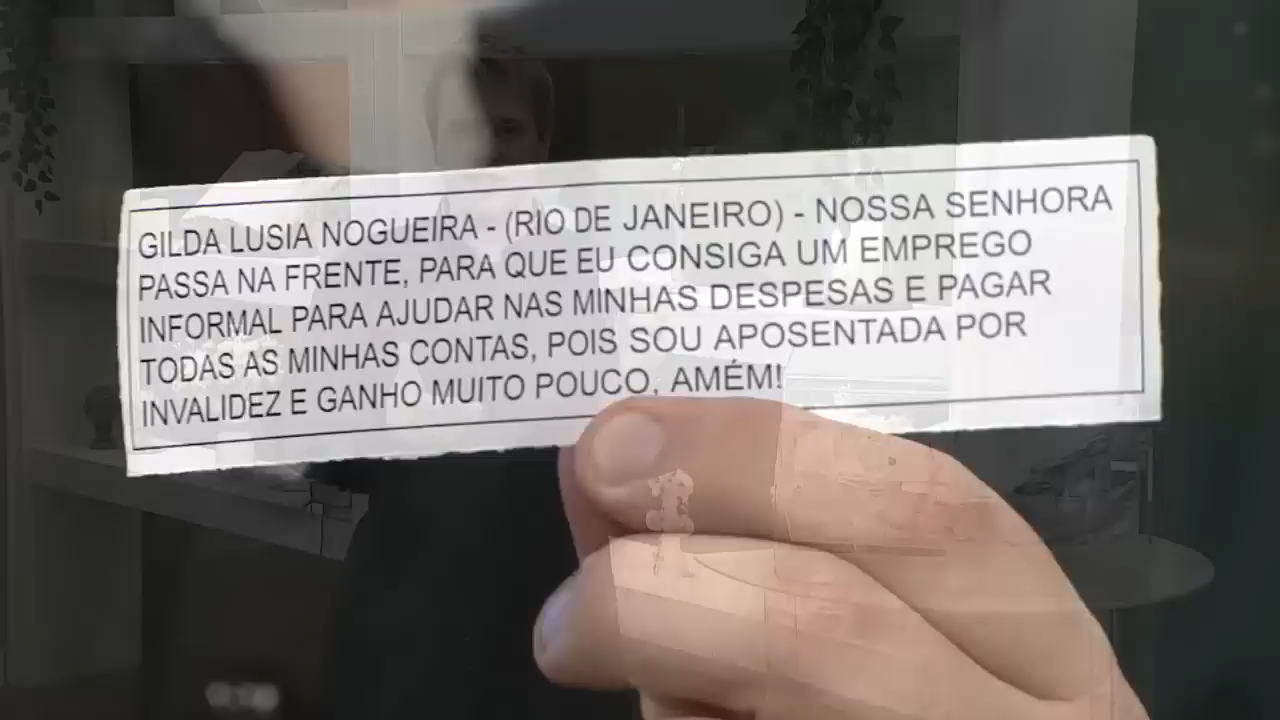 GILDA LUSIA NOGUEIRA - (RIO DE JANEIRO) - NOSSA SENHORA
PASSA NA FRENTE, PARA QUE EU CONSIGA UM EMPREGO
INFORMAL PARA AJUDAR NAS MINHAS DESPESAS E PAGAR
TODAS AS MINHAS CONTAS, POIS SOU APOSENTADA POR
INVALIDEZ E GANHO MUITO POUCO, AMÉM!